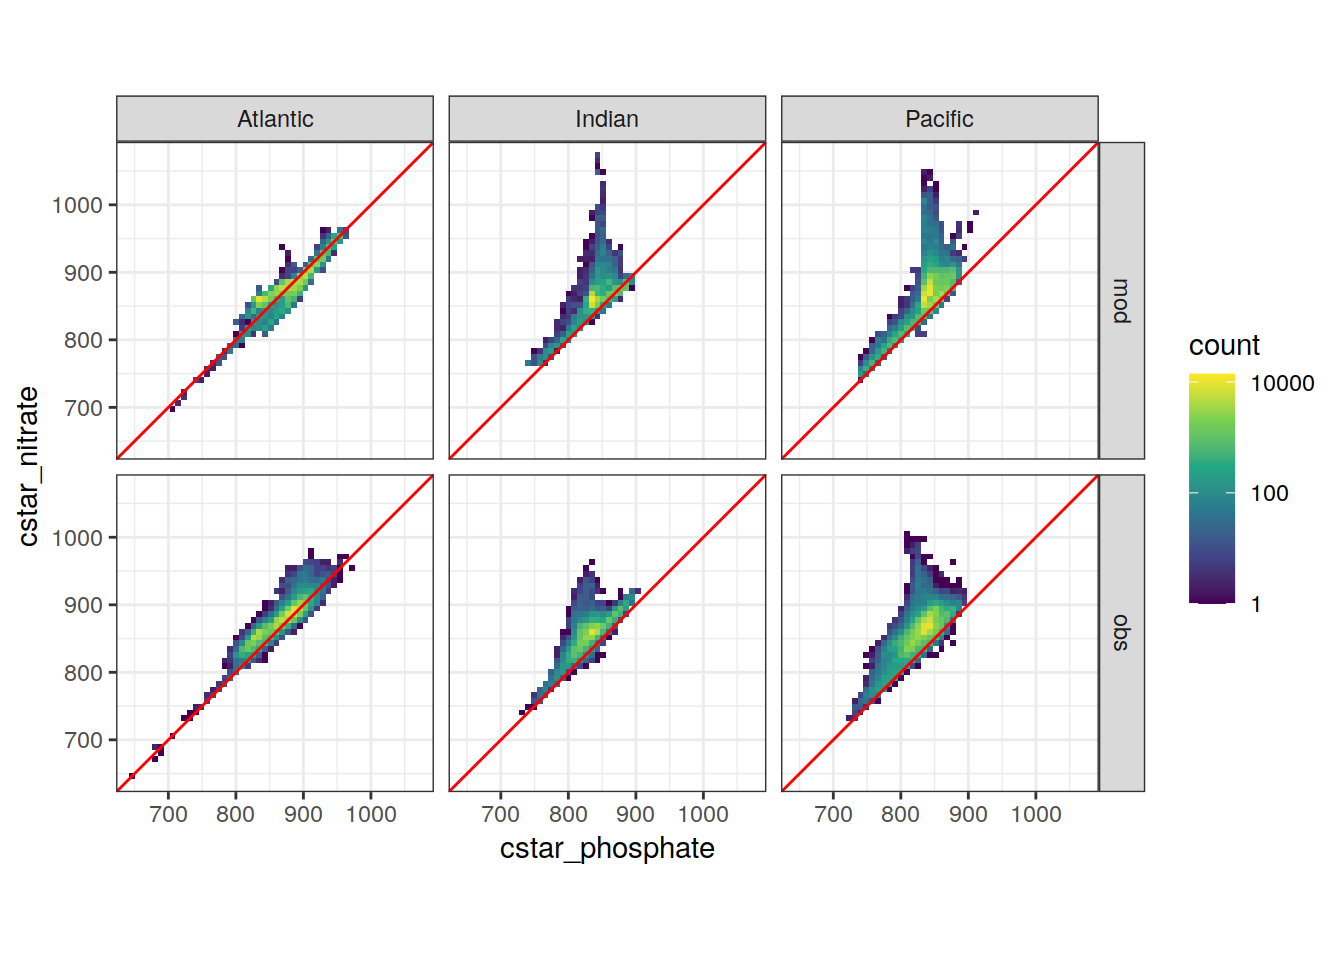 Atlantic Indian Pacific
1000
900
800
700
mod
1000
900
800
700
obs
cstar_nitrate
700 800 900 1000 700 800 900 1000 700 800 900 1000
cstar_phosphate
count
10000
100
1